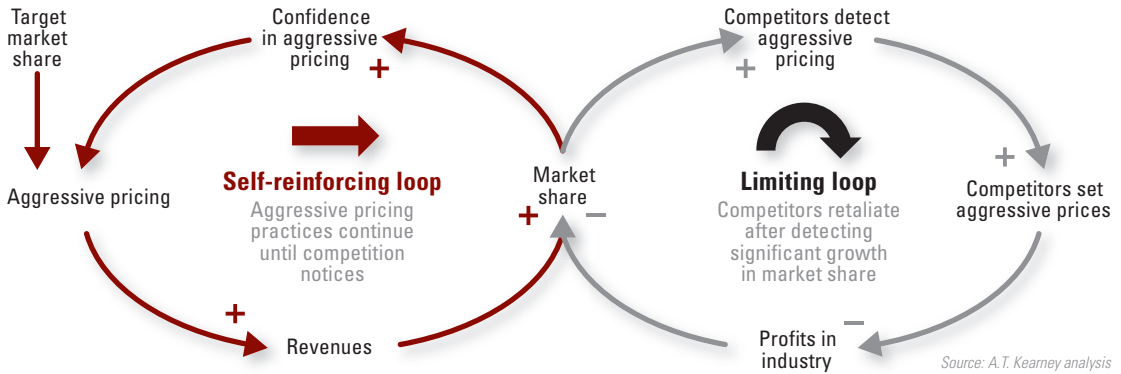 Target
market
share
Confidence
in aggressive
pricing
+
Competitors detect
aggressive
pricing
+
Aggressive pricing
Self-reinforcing loop
Aggressive pricing
practices continue
until competition
notices
Market
share
+ −
Limiting loop
Competitors retaliate
after detecting
significant growth
in market share
+
Competitors set
aggressive prices
+
Revenues
−
Profits in
industry
Source: A.T. Kearney analysis